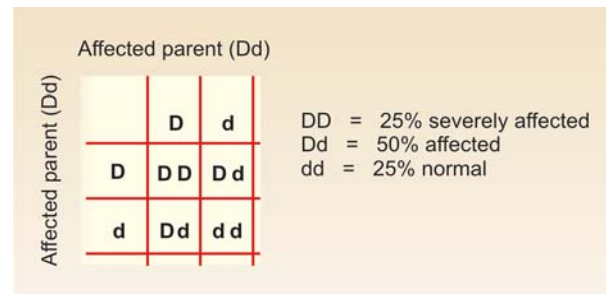 Affected parent (Dd)
Affected parent (Dd)
D d
D DD Dd
d Dd dd
DD = 25% severely affected
Dd = 50% affected
dd = 25% normal